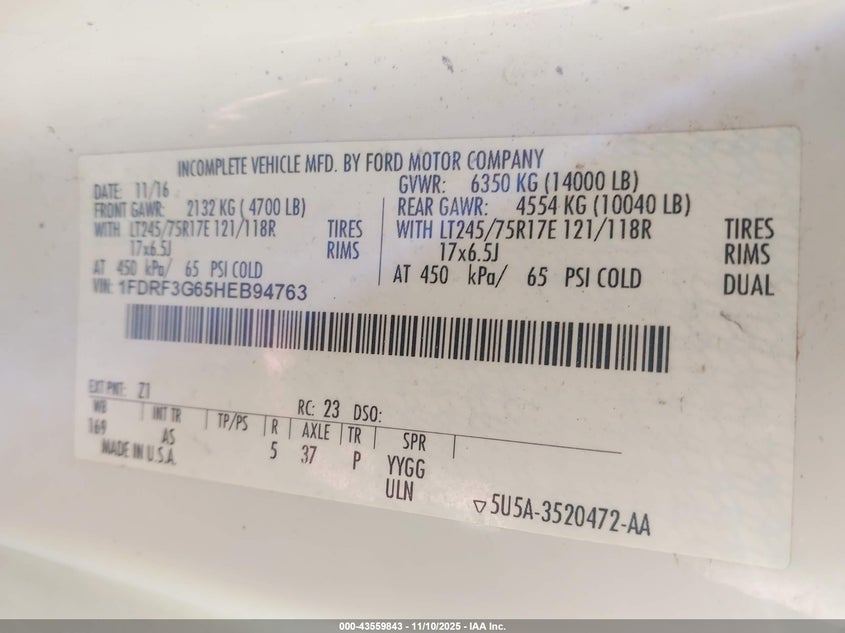 INCOMPLETE VEHICLE MFD. BY FORD MOTOR COMPANY
DATE: 11/16 GVWR: 6350 KG (14000 LB)
FRONT GAWR: 2132 KG ( 4700 LB) REAR GAWR: 4554 KG (10040 LB)
WITH LT245/75R17E 121/118R TIRES WITH LT245/75R17E 121/118R TIRES
17x6.5J RIMS 17x6.5J RIMS
AT 450 kPa/ 65 PSI COLD AT 450 kPa/ 65 PSI COLD DUAL
VIN: 1FDRF3G65HEB94763
EXT PNT: Z1 RC: 23 DSO:
WB INT TR TP/PS R AXLE TR SPR
169 AS 5 37 P YYGG
MADE IN U.S.A. ULN
▽5U5A-3520472-AA
000-43559843 - 11/10/2025 - IAA Inc.